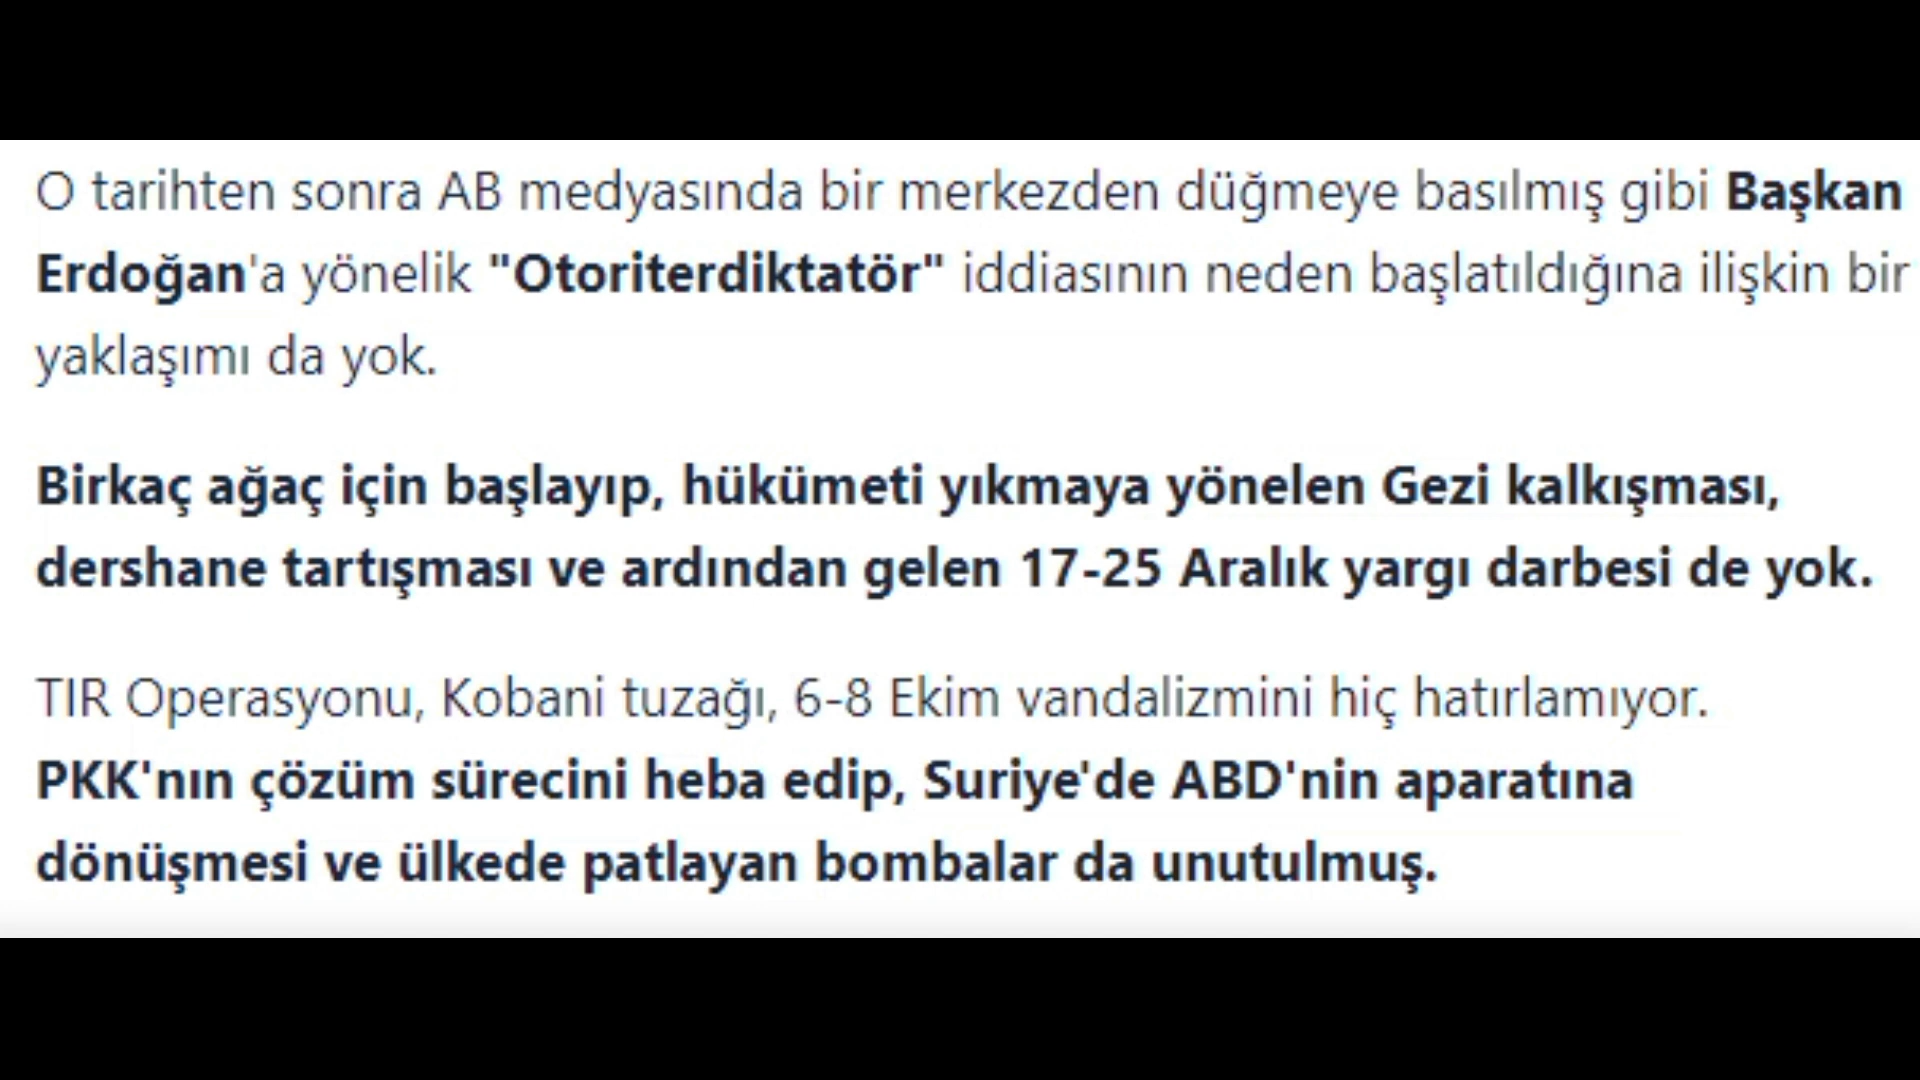 O tarihten sonra AB medyasında bir merkezden düğmeye basılmış gibi Başkan
Erdoğan'a yönelik "Otoriterdiktatör" iddiasının neden başlatıldığına ilişkin bir
yaklaşımı da yok.
Birkaç ağaç için başlayıp, hükümeti yıkmaya yönelen Gezi kalkışması,
dershane tartışması ve ardından gelen 17-25 Aralık yargı darbesi de yok.
TIR Operasyonu, Kobani tuzağı, 6-8 Ekim vandalizmini hiç hatırlamıyor.
PKK'nın çözüm sürecini heba edip, Suriye'de ABD'nin aparatına
dönüşmesi ve ülkede patlayan bombalar da unutulmuş.